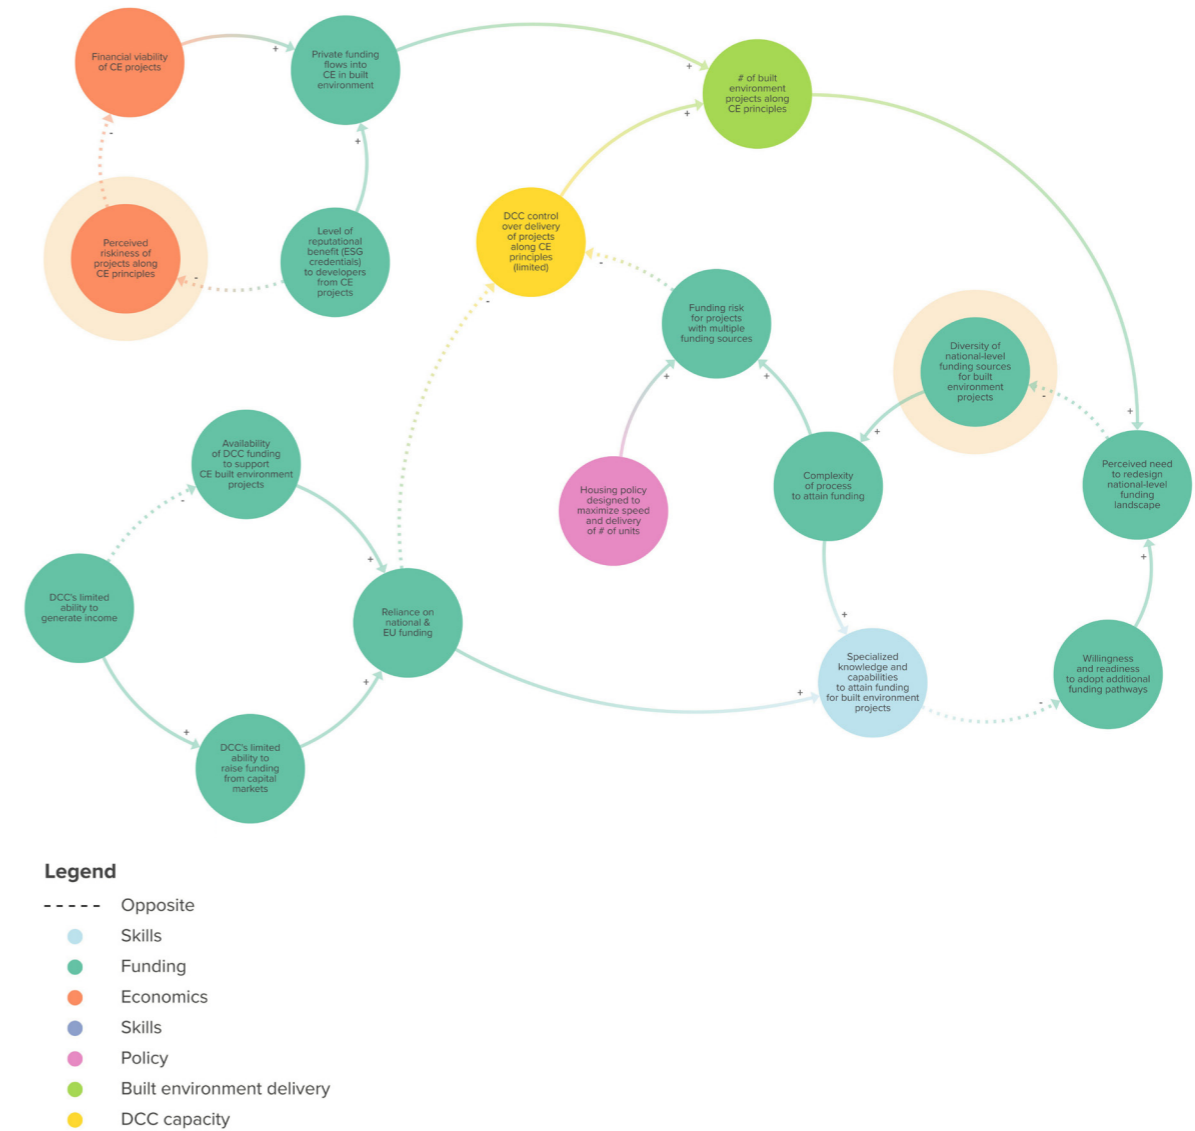 Financial viability
of CE projects
+
Private funding
flows into
CE in built
environment
+
# of built
environment
projects along
CE principles
-
+
+
Perceived
riskiness of
projects along
CE principles
-
Level of
reputational
benefit (ESG
credentials)
to developers
from CE
projects
DCC control
over delivery
of projects
along CE
principles
(limited)
-
-
Funding risk
for projects
with multiple
funding sources
+
+
Diversity of
national-level
funding sources
for built
environment
projects
-
+
+
Availability
of DCC funding
to support
CE built environment
projects
-
Housing policy
designed to
maximize speed
and delivery
of # of units
Complexity
of process
to attain funding
Perceived need
to redesign
national-level
funding
landscape
+
+
DCC's limited
ability to
generate income
Reliance on
national &
EU funding
+
+
Specialized
knowledge and
capabilities
to attain funding
for built environment
projects
+
-
Willingness
and readiness
to adopt additional
funding pathways
+
+
DCC's limited
ability to
raise funding
from capital
markets
Legend
----- Opposite
Skills
Funding
Economics
Skills
Policy
Built environment delivery
DCC capacity